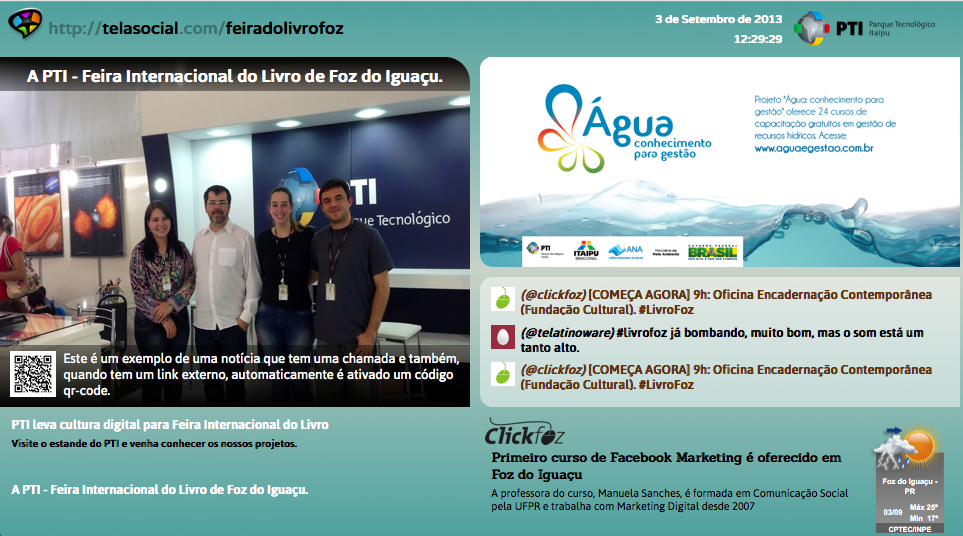 http://telasocial.com/feiradolivrofoz
3 de Setembro de 2013
12:29:29
PTI
Parque Tecnológico
Itaipu
A PTI - Feira Internacional do Livro de Foz do Iguaçu.
PTI
Parque Tecnológico
Este é um exemplo de uma notícia que tem uma chamada e também,
quando tem um link externo, automaticamente é ativado um código
qr-code.
PTI leva cultura digital para Feira Internacional do Livro
Visite o estande do PTI e venha conhecer os nossos projetos.
A PTI - Feira Internacional do Livro de Foz do Iguaçu.
Água
conhecimento
para gestão
Projeto "Água: conhecimento para
gestão" oferece 24 cursos de
capacitação gratuitos em gestão de
recursos hídricos. Acesse:
www.aguaegestao.com.br
PTI
ITAIPU
BINACIONAL
ANA
Ministério do
Meio Ambiente
BRASIL
(@clickfoz) [COMEÇA AGORA] 9h: Oficina Encadernação Contemporânea
(Fundação Cultural). #LivroFoz
(@telatinoware) #livrofoz já bombando, muito bom, mas o som está um
tanto alto.
(@clickfoz) [COMEÇA AGORA] 9h: Oficina Encadernação Contemporânea
(Fundação Cultural). #LivroFoz
Clickfoz
Primeiro curso de Facebook Marketing é oferecido em
Foz do Iguaçu
A professora do curso, Manuela Sanches, é formada em Comunicação Social
pela UFPR e trabalha com Marketing Digital desde 2007
Foz do Iguaçu -
PR
03/09
Máx 25°
Min 17°
CPTEC/INPE